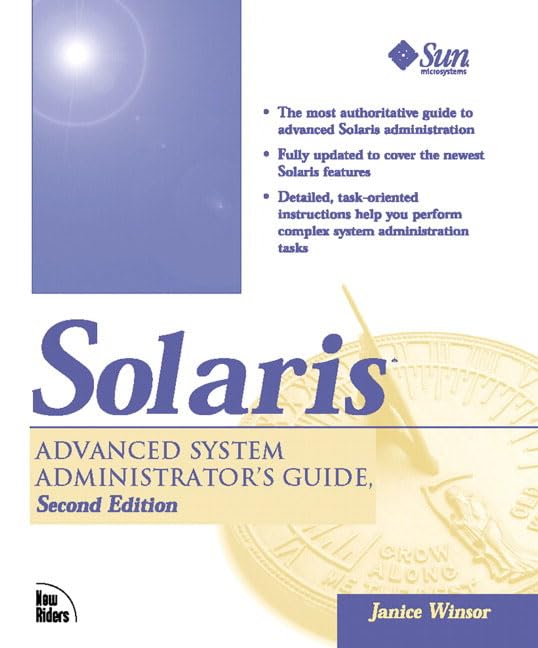 Sun
microsystems
• The most authoritative guide to
advanced Solaris administration
• Fully updated to cover the newest
Solaris features
• Detailed, task-oriented
instructions help you perform
complex system administration
tasks
Solaris
ADVANCED SYSTEM
ADMINISTRATOR'S GUIDE,
Second Edition
GROW
OLD
ALONG
ME
New
Riders
Janice Winsor